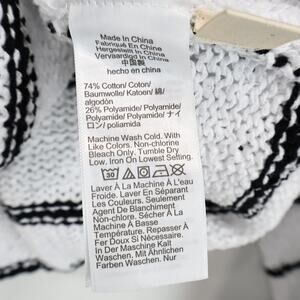 Made In China
Fabriqué En Chine
Hergestellt In China
Vervaardigd In China
中国製
hecho en china
74% Cotton/ Coton/
Baumwolle/ Katoen/ 綿/
algodón
26% Polyamide/ Polyamide/
Polyamide/ Polyamide/ ナイ
ロン/ poliamida
Machine Wash Cold. With
Like Colors. Non-chlorine
Bleach Only. Tumble Dry
Low. Iron On Lowest Setting.
30
Laver À La Machine À L'eau
Froide. Laver En Séparant
Les Couleurs. Seulement
Agent De Blanchiment
Non-chlore. Sécher À La
Machine À Basse
Température. Repasser À
Fer Doux Si Nécessaire.
In Der Maschine Kalt
Waschen. Mit Ähnlichen
Farben Waschen. Nur